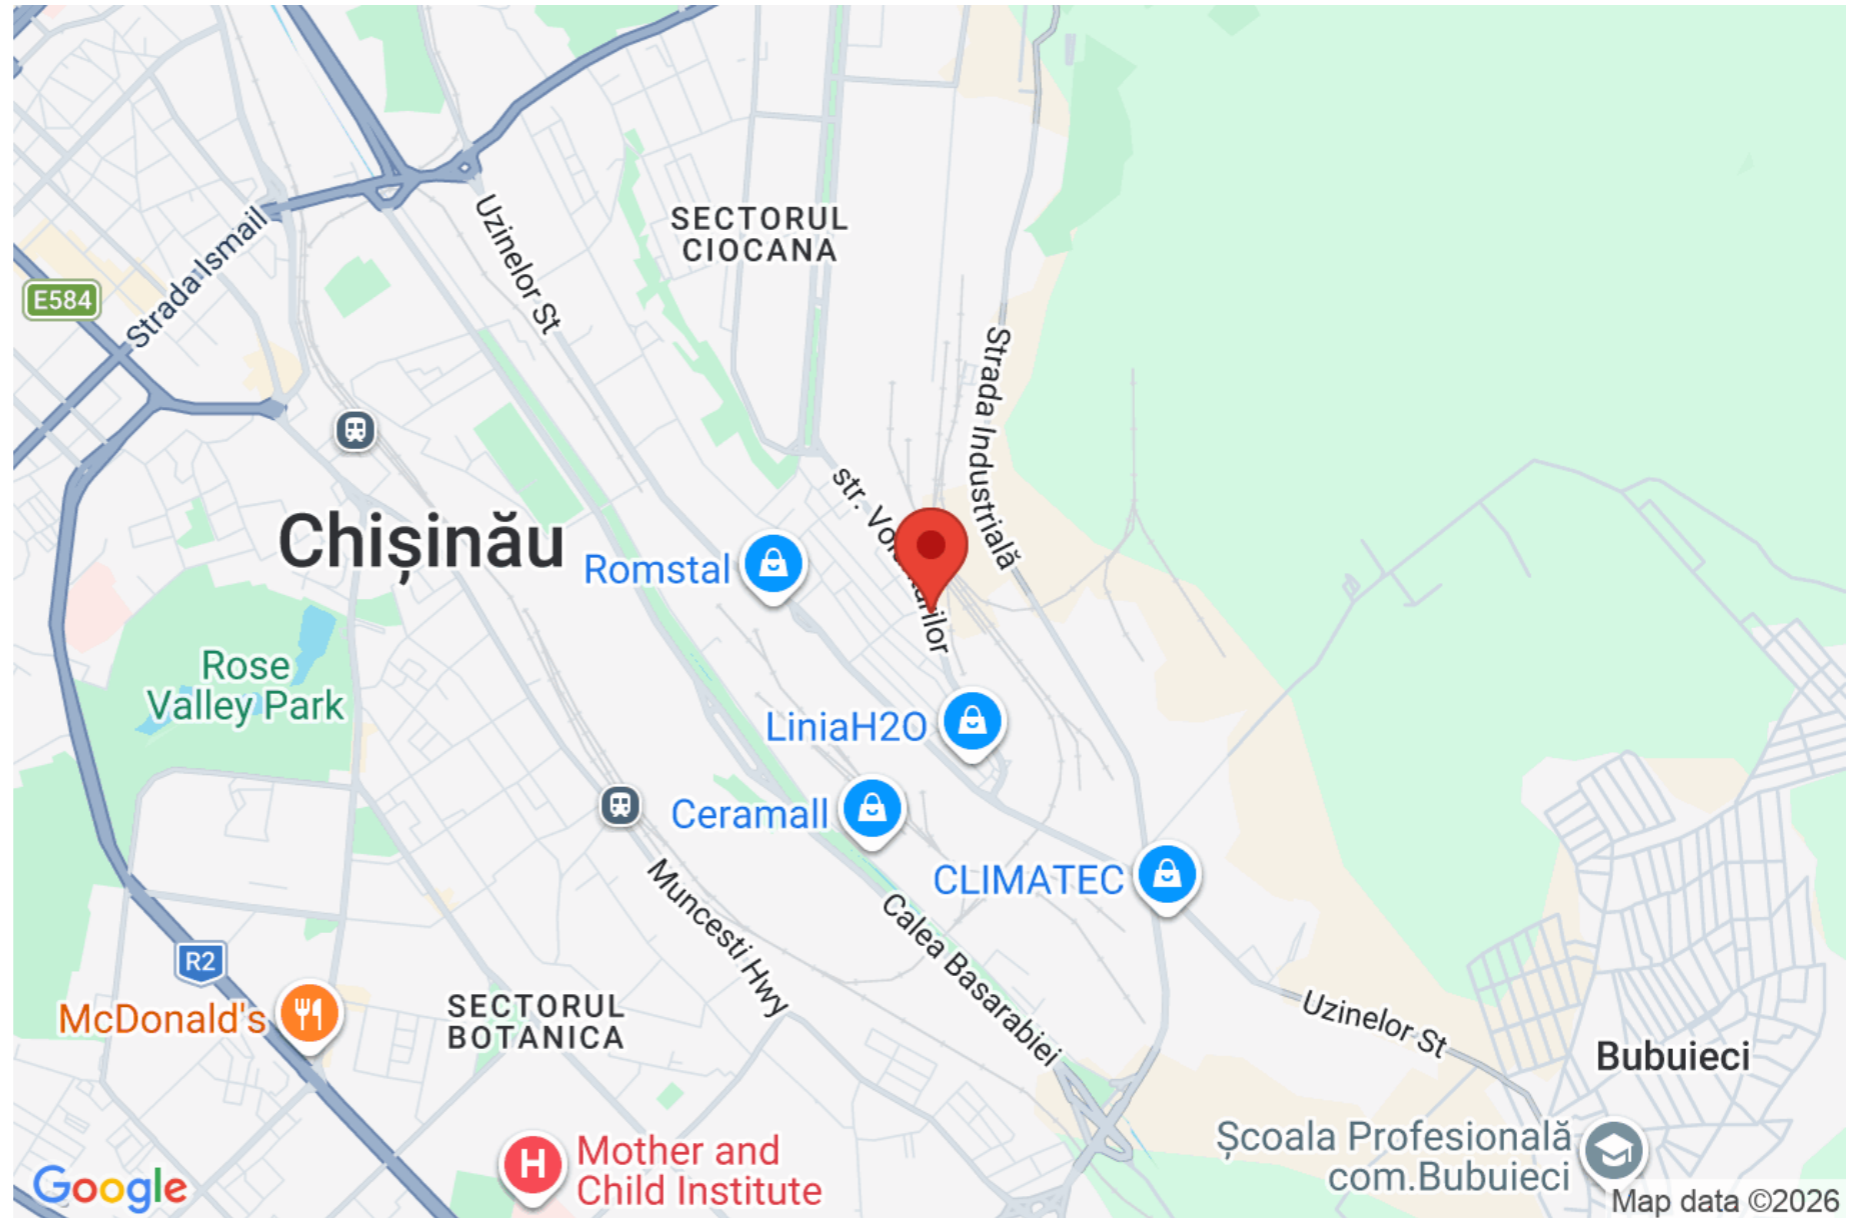 SECTORUL
CIOCANA
Uzinelor St
Strada Ismail
E584
Strada Industrială
str.
Chișinău
Romstal
Rose
Valley Park
LiniaH2O
Ceramall
CLIMATEC
Muncesti Hwy
Calea Basarabiei
R2
McDonald's
SECTORUL
BOTANICA
Uzinelor St
Bubuieci
Școala Profesională
com.Bubuieci
H
Mother and
Child Institute
Google
Map data ©2026